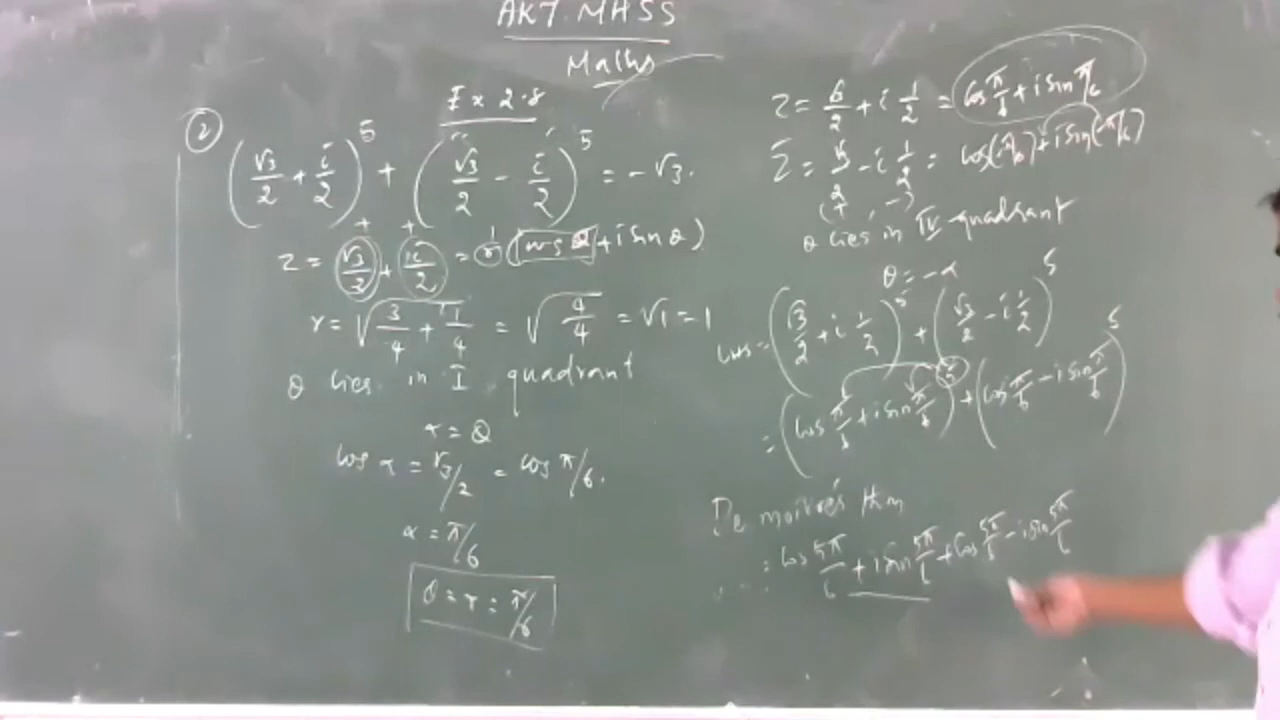 AKT. MHSS
Maths
Ex 2.8
② (√3/2 + i/2)^5 + (√3/2 - i/2)^5 = -√3.
z = √3/2 + i/2 = r(cos θ + i sin θ)
r = √(3/4 + 1/4) = √(4/4) = √1 = 1
θ lies in I quadrant
α = θ
cos α = √3/2 = cos π/6.
α = π/6
θ = α = π/6
z = √3/2 + i 1/2 = cos π/6 + i sin π/6
z̄ = √3/2 - i 1/2 = cos(-π/6) + i sin(-π/6)
(+, -)
θ lies in IV quadrant
θ = -α
LHS = (√3/2 + i 1/2)^5 + (√3/2 - i 1/2)^5
= (cos π/6 + i sin π/6)^5 + (cos π/6 - i sin π/6)^5
De moivre's thm
= cos 5π/6 + i sin 5π/6 + cos 5π/6 - i sin 5π/6